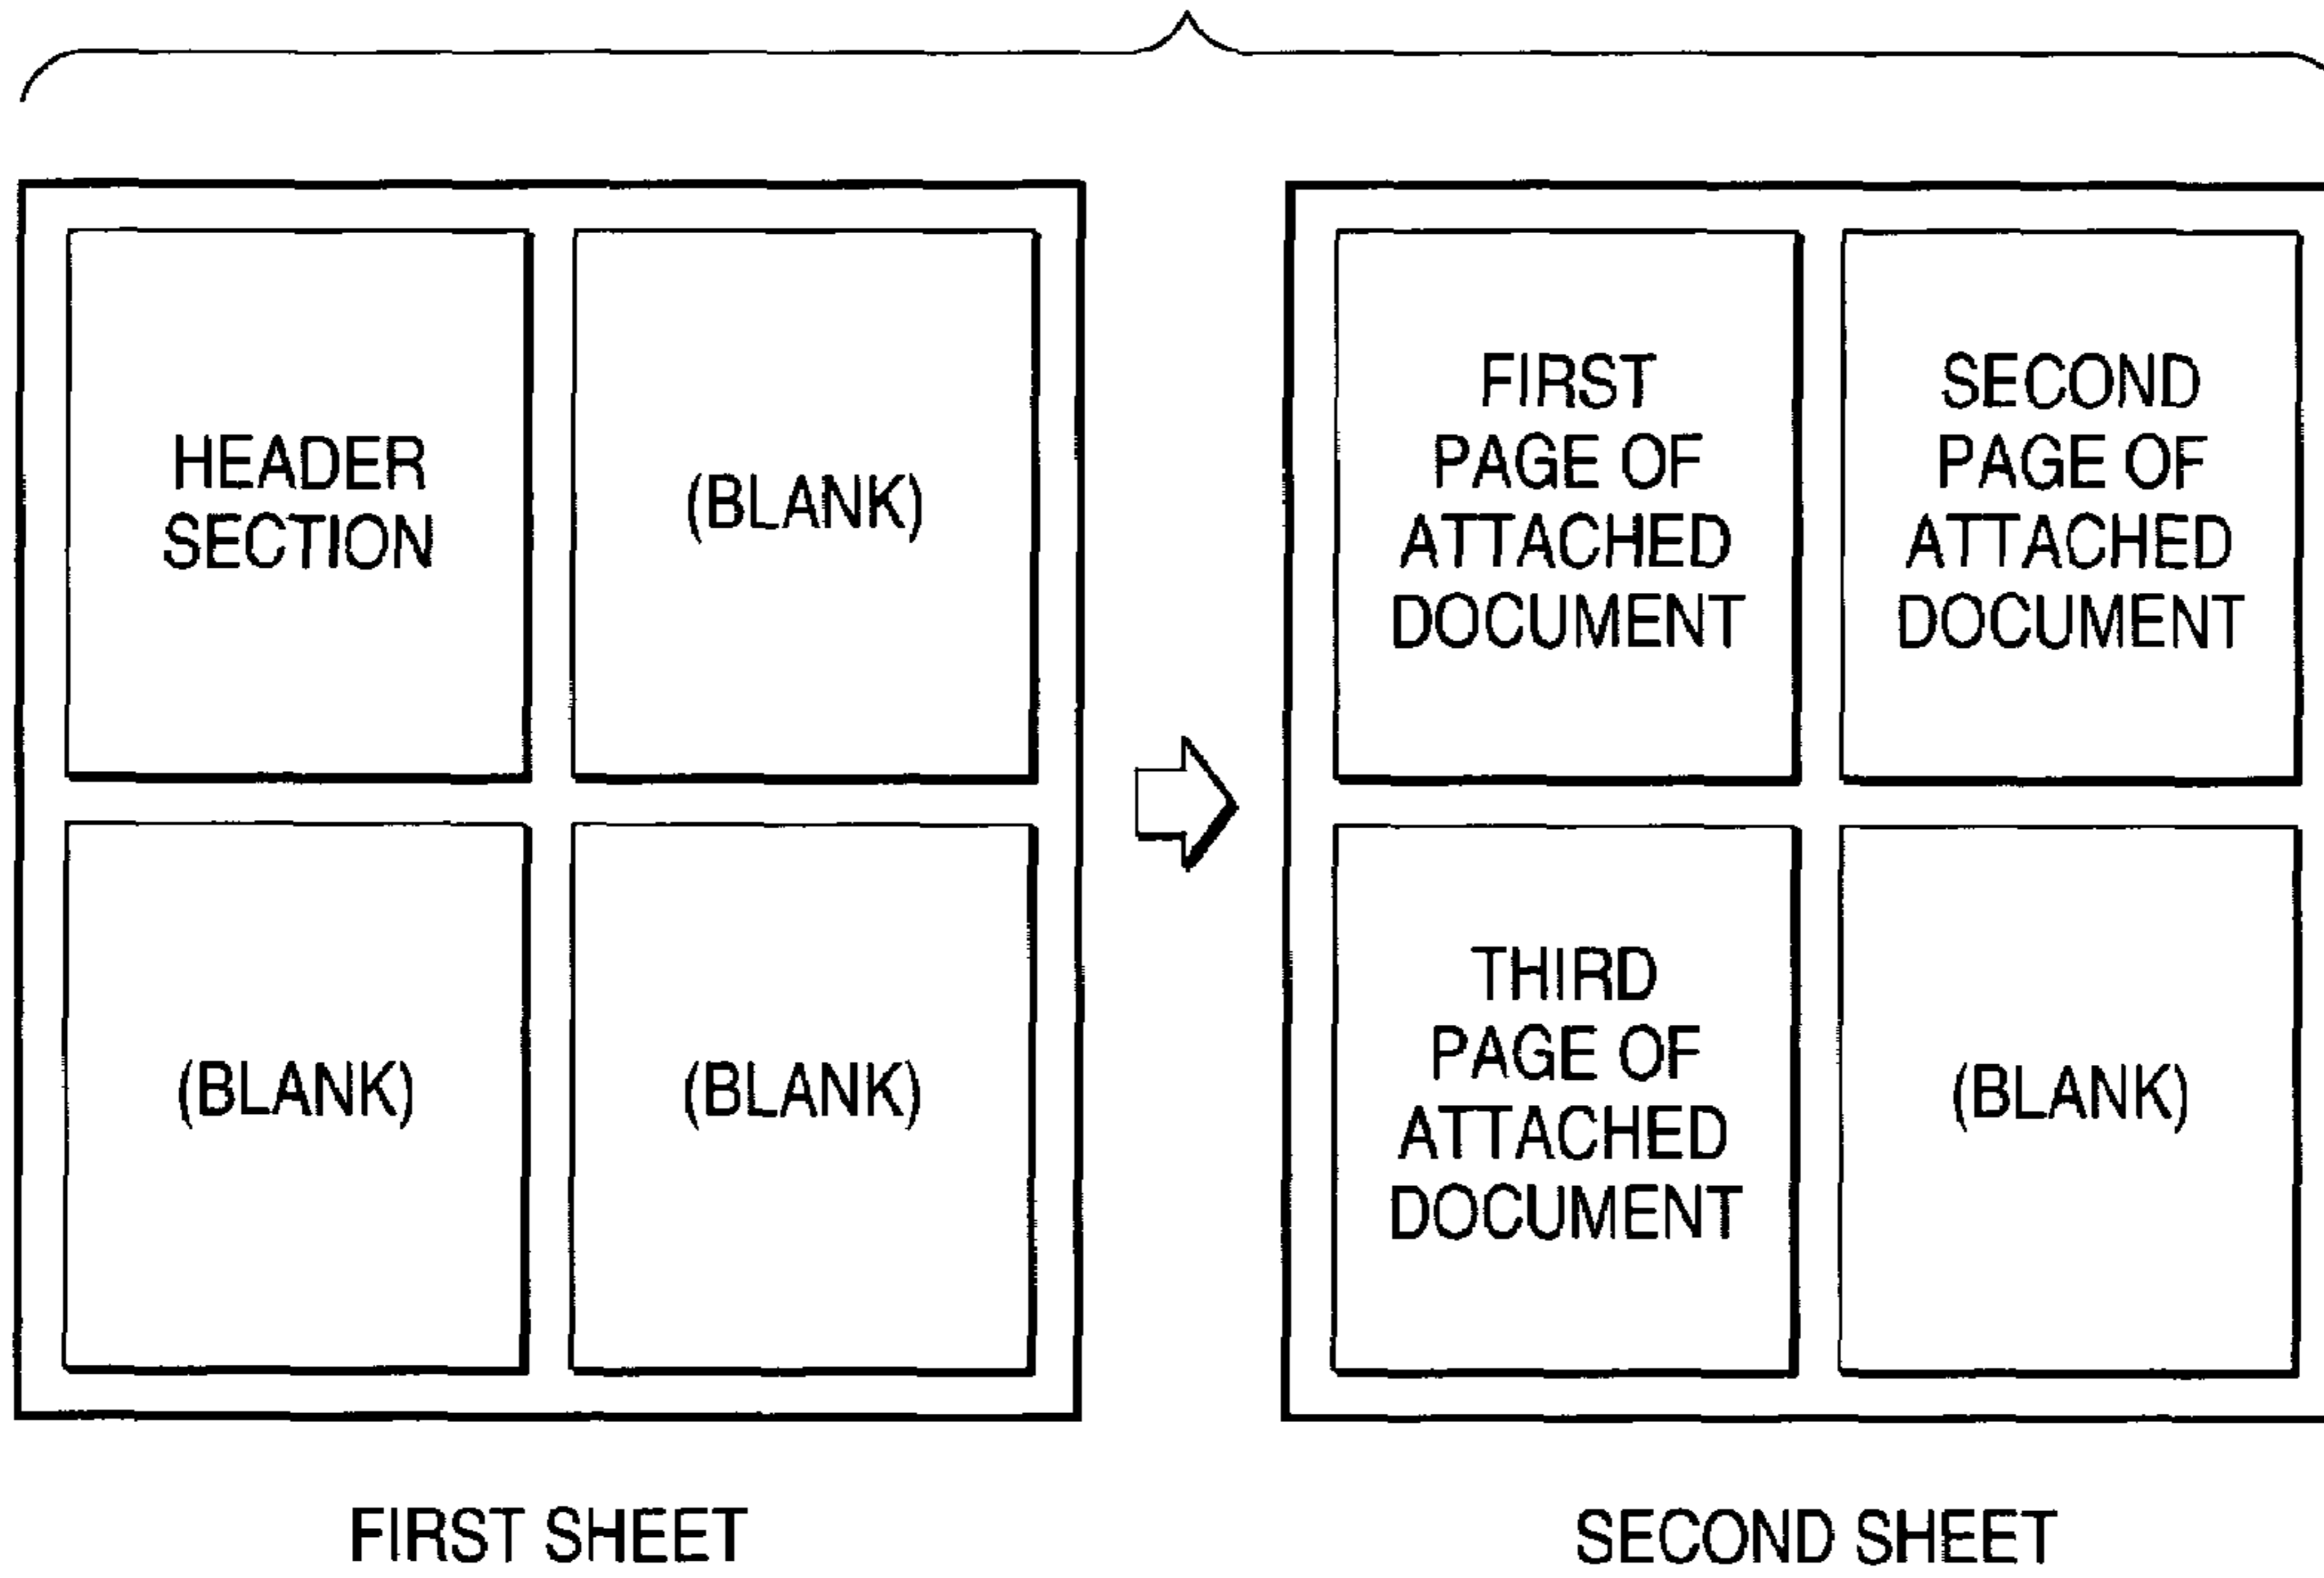 HEADER
SECTION
(BLANK)
(BLANK)
(BLANK)
FIRST SHEET
FIRST
PAGE OF
ATTACHED
DOCUMENT
SECOND
PAGE OF
ATTACHED
DOCUMENT
THIRD
PAGE OF
ATTACHED
DOCUMENT
(BLANK)
SECOND SHEET